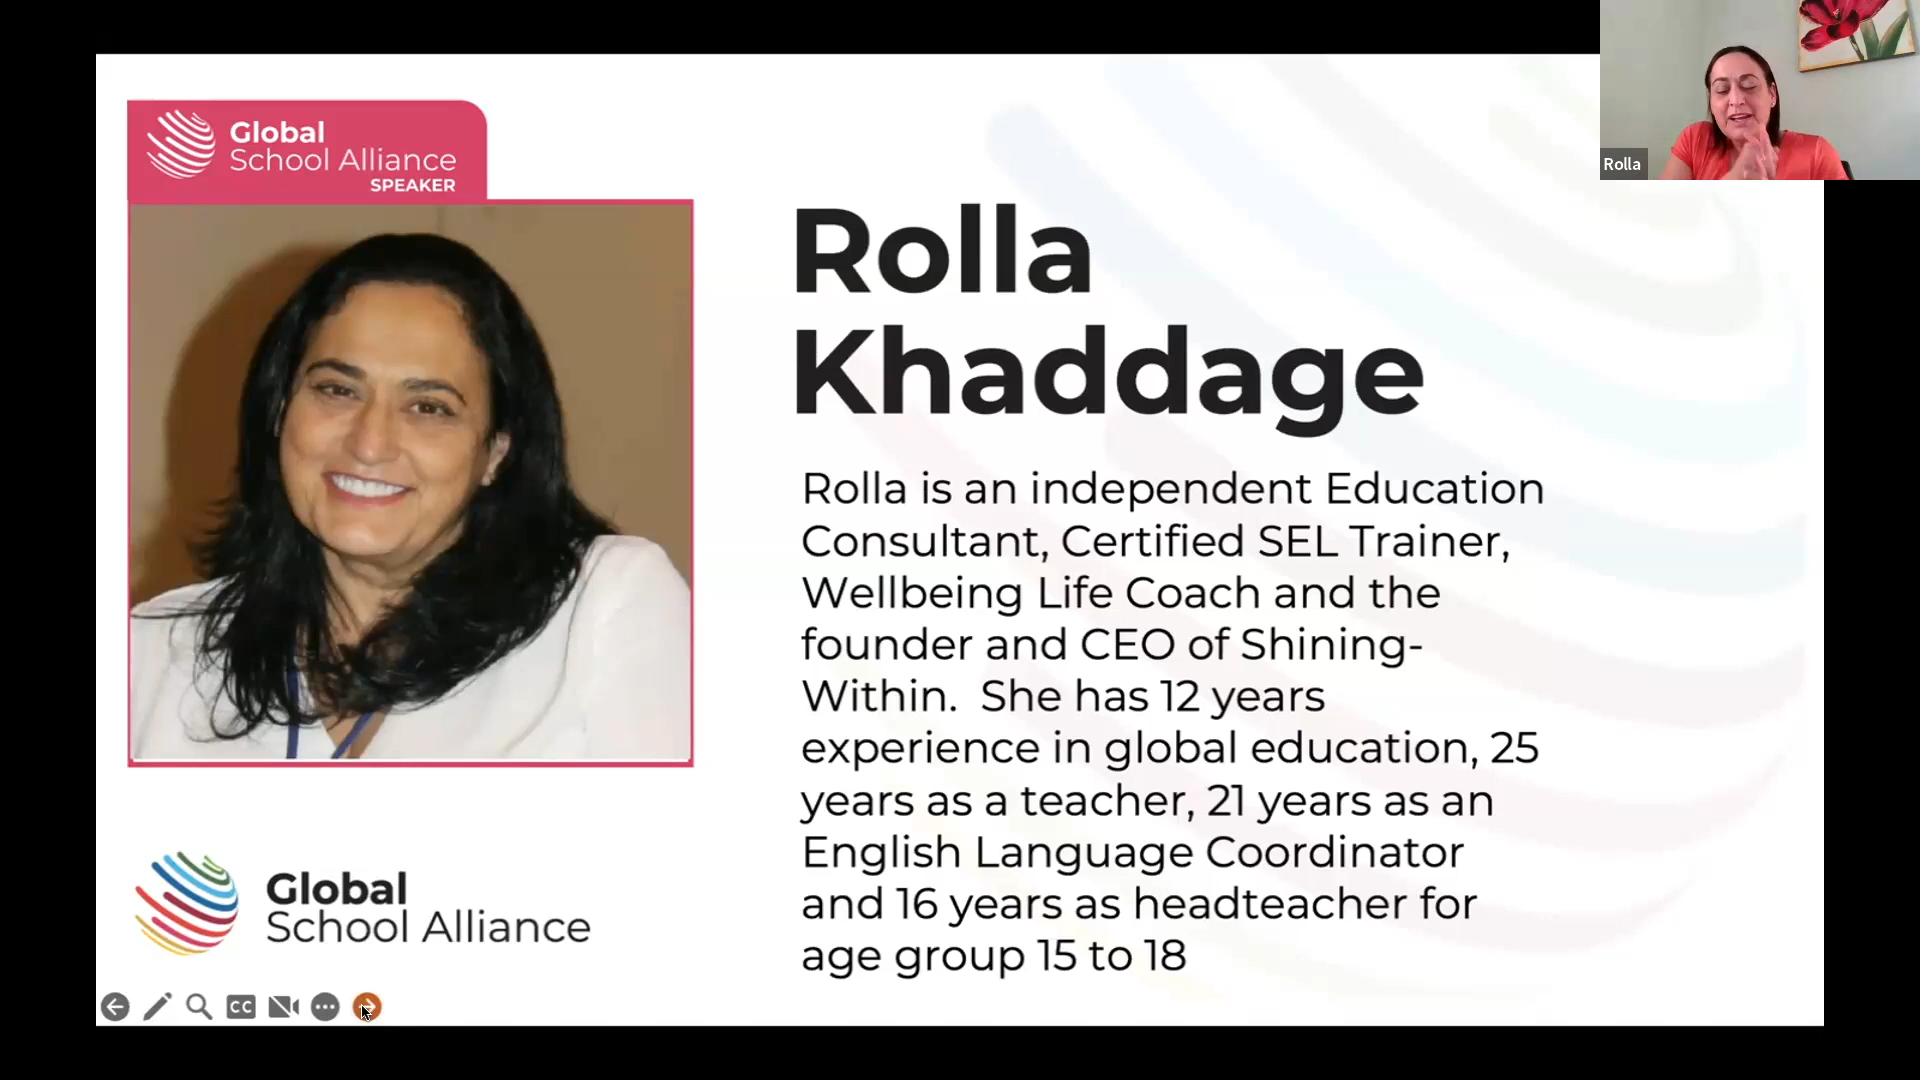 Global
School Alliance
SPEAKER
Rolla
Rolla
Khaddage
Rolla is an independent Education
Consultant, Certified SEL Trainer,
Wellbeing Life Coach and the
founder and CEO of Shining-
Within.  She has 12 years
experience in global education, 25
years as a teacher, 21 years as an
English Language Coordinator
and 16 years as headteacher for
age group 15 to 18
Global
School Alliance
CC